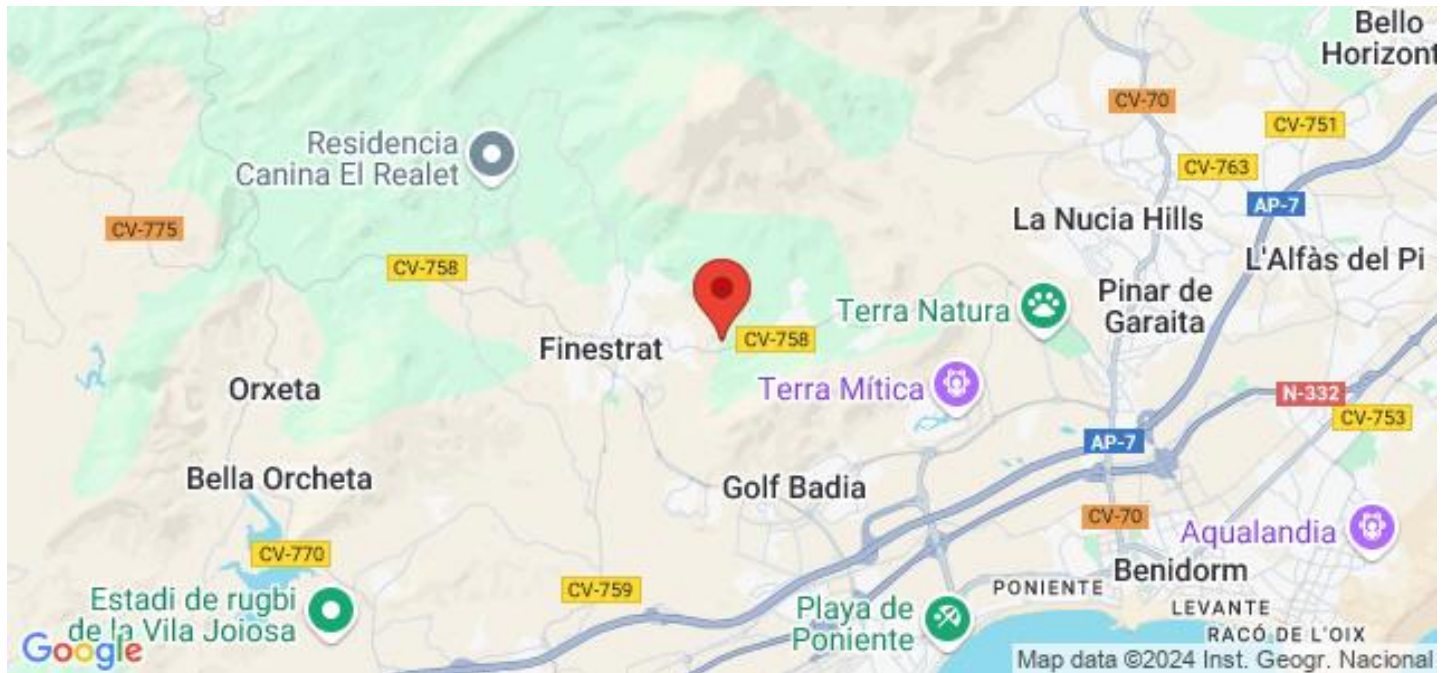 Bello
Horizont
CV-70
CV-751
Residencia
Canina El Realet
CV-763
AP-7
La Nucia Hills
CV-775
L'Alfàs del Pi
CV-758
Pinar de
Garaita
Terra Natura
CV-758
Finestrat
Orxeta
Terra Mítica
N-332
CV-753
AP-7
Bella Orcheta
Golf Badia
CV-70
Aqualandia
CV-770
Benidorm
CV-759
PONIENTE
Estadi de rugbi
de la Vila Joiosa
Playa de
Poniente
LEVANTE
RACÓ DE L'OIX
Google
Map data ©2024 Inst. Geogr. Nacional